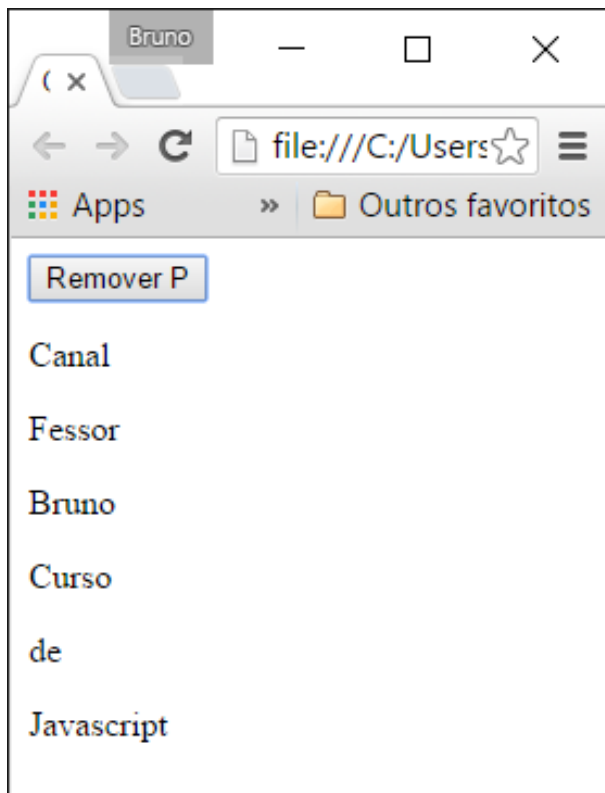 Bruno
(
file:///C:/Users
Apps
»
Outros favoritos
Remover P
Canal
Fessor
Bruno
Curso
de
Javascript